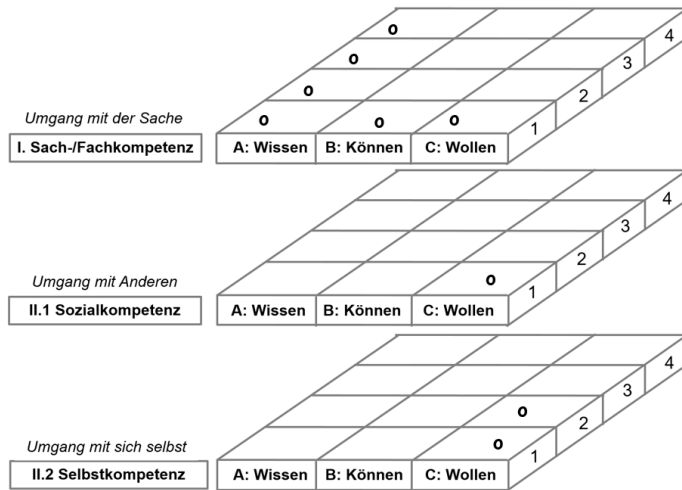 4
3
2
1
Umgang mit der Sache
I. Sach-/Fachkompetenz
A: Wissen
B: Können
C: Wollen
4
3
2
1
Umgang mit Anderen
II.1 Sozialkompetenz
A: Wissen
B: Können
C: Wollen
4
3
2
1
Umgang mit sich selbst
II.2 Selbstkompetenz
A: Wissen
B: Können
C: Wollen